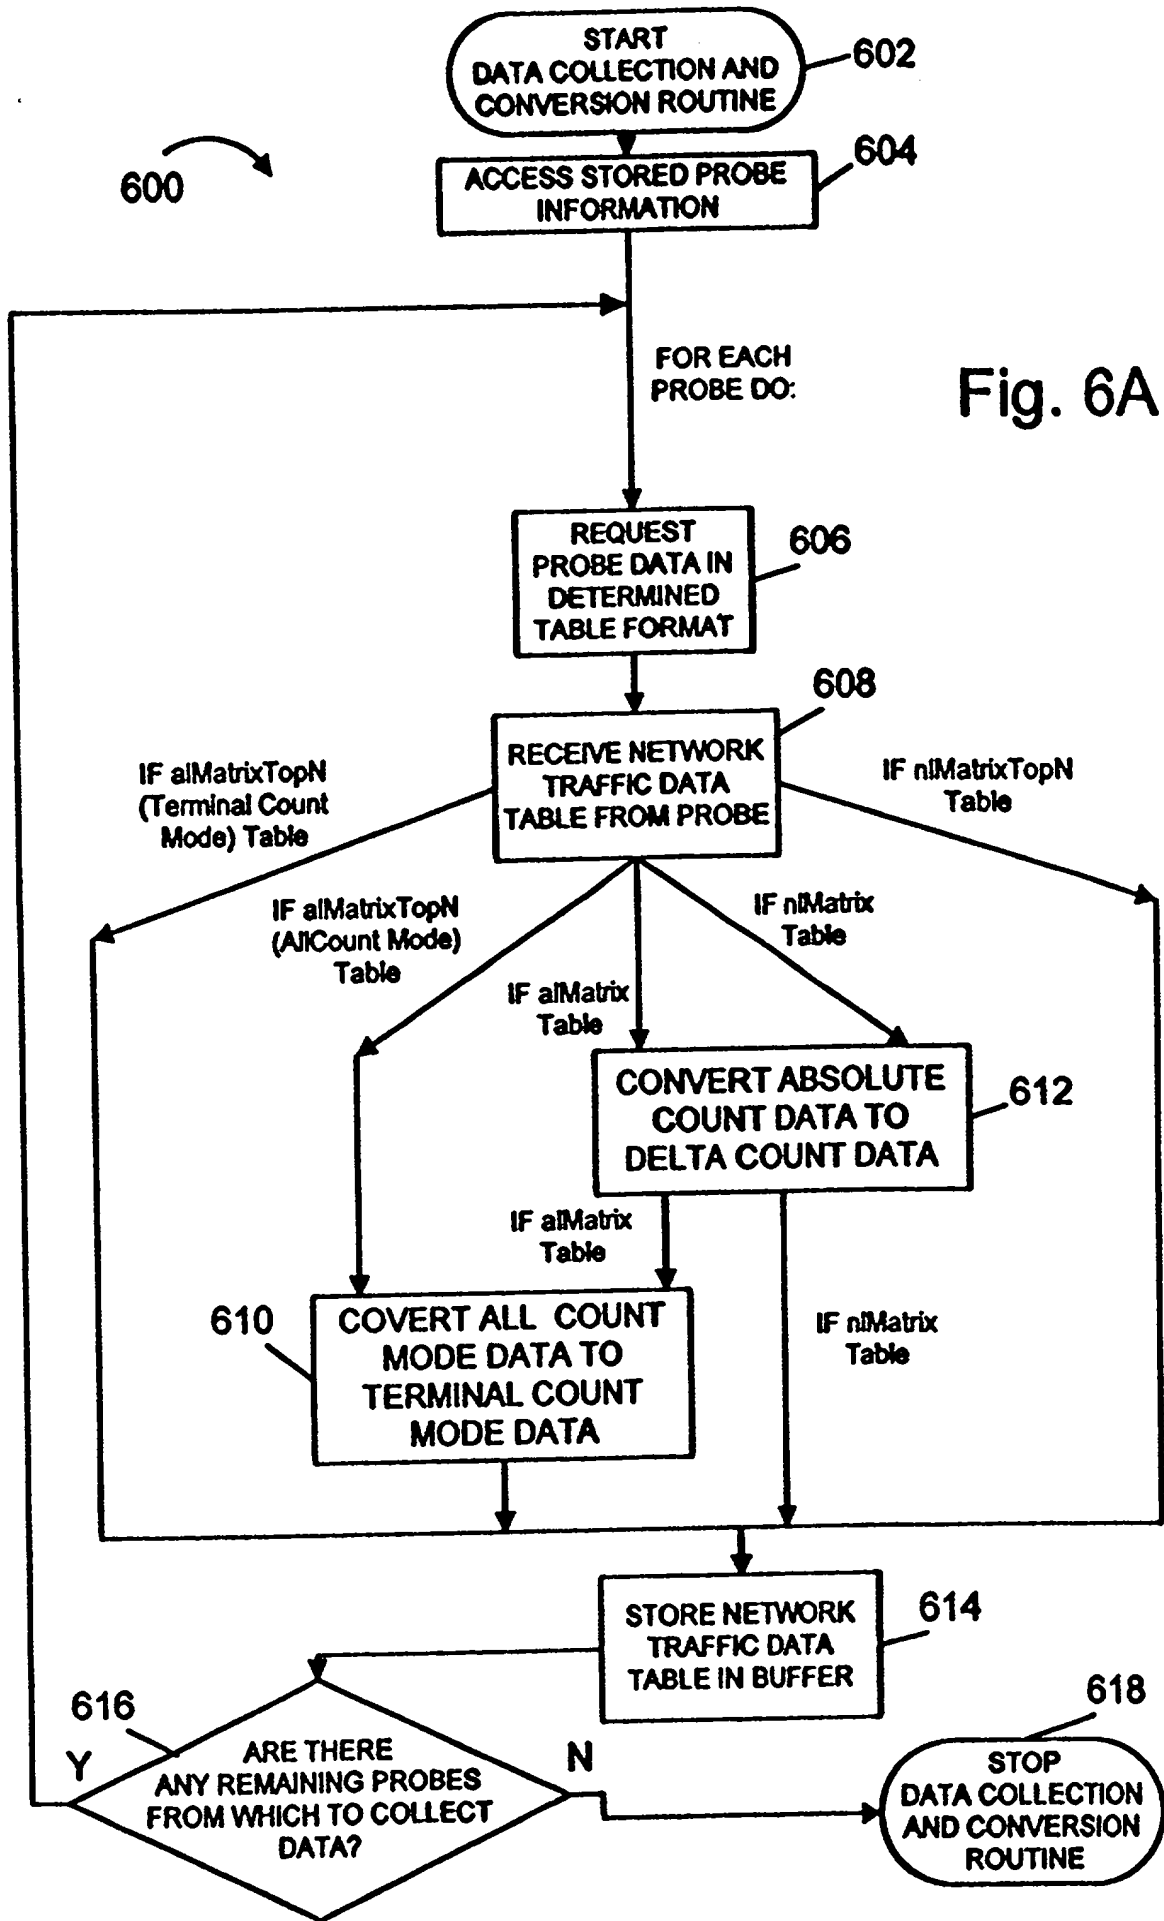 START
DATA COLLECTION AND
CONVERSION ROUTINE
602
600
ACCESS STORED PROBE
INFORMATION
604
FOR EACH
PROBE DO:
Fig. 6A
REQUEST
PROBE DATA IN
DETERMINED
TABLE FORMAT
606
608
RECEIVE NETWORK
TRAFFIC DATA
TABLE FROM PROBE
IF alMatrixTopN
(Terminal Count
Mode) Table
IF nlMatrixTopN
Table
IF alMatrixTopN
(AllCount Mode)
Table
IF alMatrix
Table
IF nlMatrix
Table
CONVERT ABSOLUTE
COUNT DATA TO
DELTA COUNT DATA
612
IF alMatrix
Table
IF nlMatrix
Table
610
COVERT ALL COUNT
MODE DATA TO
TERMINAL COUNT
MODE DATA
STORE NETWORK
TRAFFIC DATA
TABLE IN BUFFER
614
616
Y
ARE THERE
ANY REMAINING PROBES
FROM WHICH TO COLLECT
DATA?
N
618
STOP
DATA COLLECTION
AND CONVERSION
ROUTINE